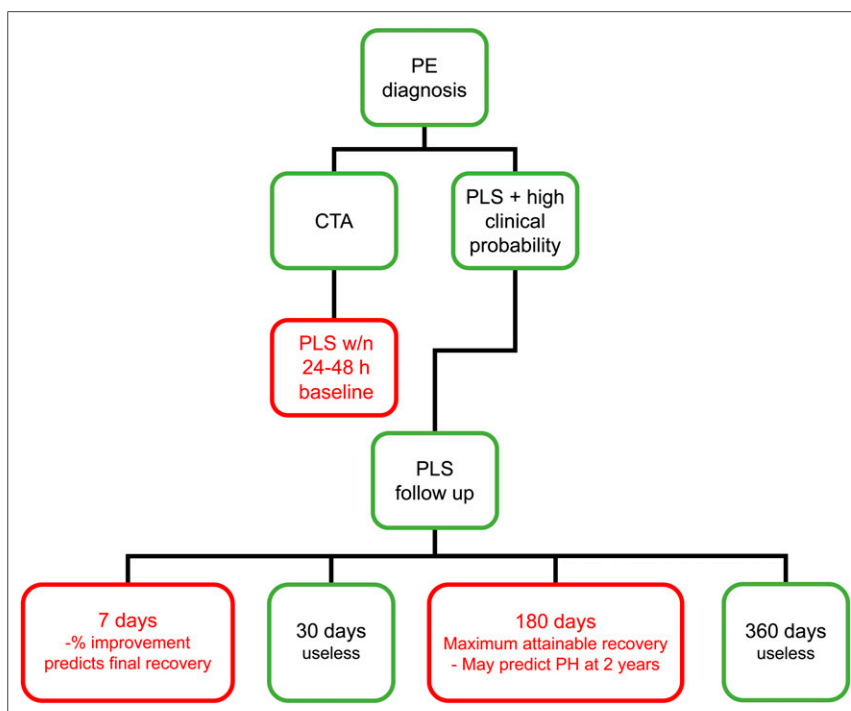 PE
diagnosis
CTA
PLS + high
clinical
probability
PLS w/n
24-48 h
baseline
PLS
follow up
7 days
-% improvement
predicts final recovery
30 days
useless
180 days
Maximum attainable recovery
- May predict PH at 2 years
360 days
useless